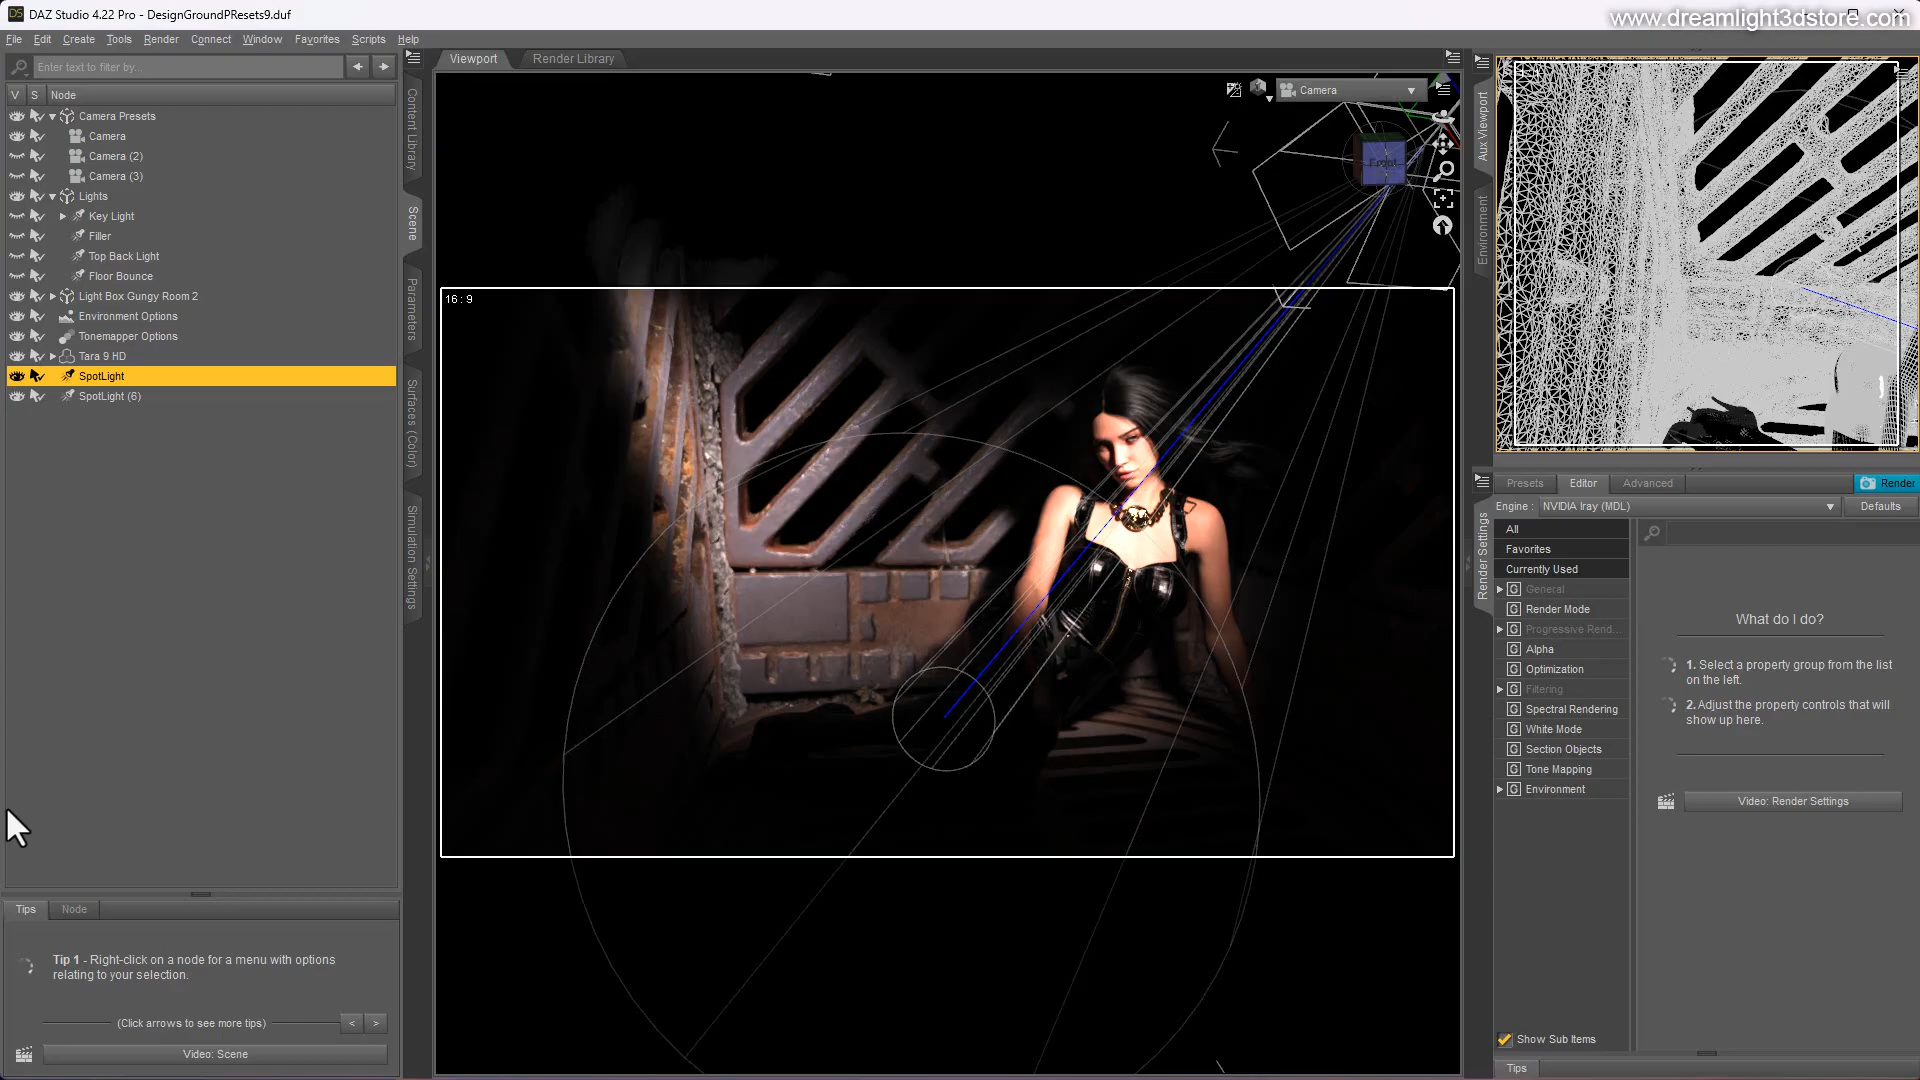 DAZ Studio 4.22 Pro - DesignGroundPResets9.duf
www.dreamlight3dstore.com
File Edit Create Tools Render Connect Window Favorites Scripts Help
Enter text to filter by...
V S Node
Camera Presets
Camera
Camera (2)
Camera (3)
Lights
Key Light
Filler
Top Back Light
Floor Bounce
Light Box Gungy Room 2
Environment Options
Tonemapper Options
Tara 9 HD
SpotLight
SpotLight (6)
Tips Node
Tip 1 - Right-click on a node for a menu with options
relating to your selection.
(Click arrows to see more tips) < >
Video: Scene
Content Library
Scene
Parameters
Surfaces (Color)
Simulation Settings
Viewport Render Library
Camera
Front
16 : 9
Aux Viewport
Environment
Render Settings
Presets Editor Advanced Render
Engine : NVIDIA Iray (MDL) Defaults
All
Favorites
Currently Used
G General
G Render Mode
G Progressive Rend...
G Alpha
G Optimization
G Filtering
G Spectral Rendering
G White Mode
G Section Objects
G Tone Mapping
G Environment
What do I do?
1. Select a property group from the list
on the left.
2. Adjust the property controls that will
show up here.
Video: Render Settings
Show Sub Items
Tips